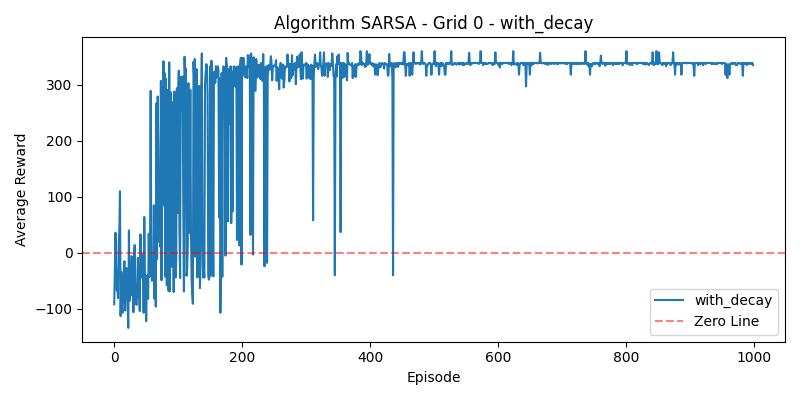 Algorithm SARSA - Grid 0 - with_decay
Average Reward
300
200
100
0
−100
0
200
400
600
800
1000
Episode
with_decay
Zero Line